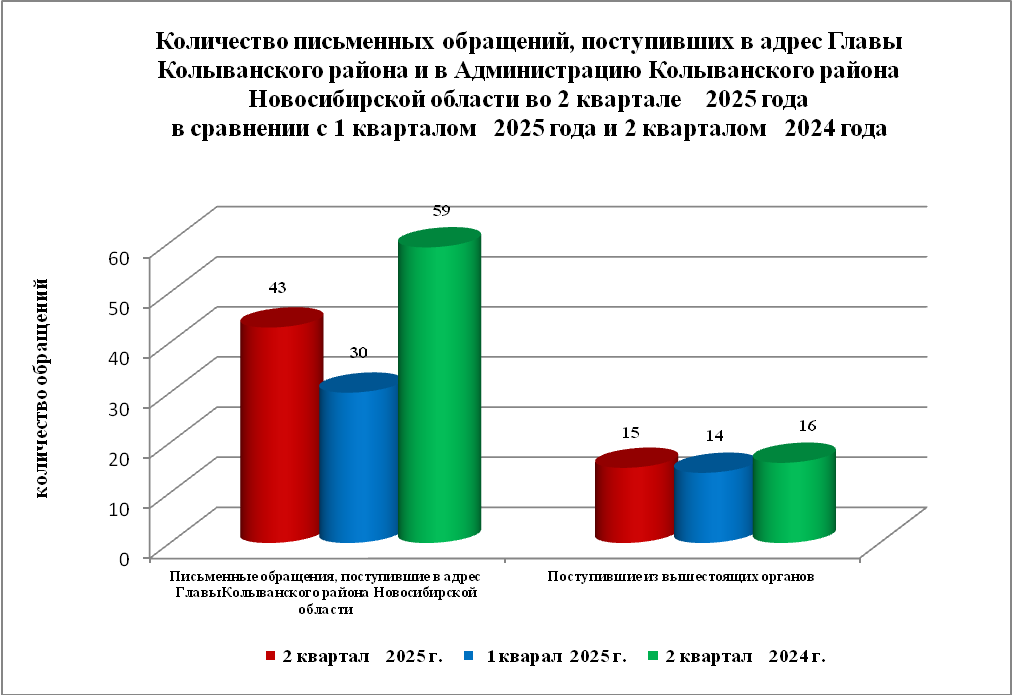 Количество письменных обращений, поступивших в адрес Главы
Колыванского района и в Администрацию Колыванского района
Новосибирской области во 2 квартале 2025 года
в сравнении с 1 кварталом 2025 года и 2 кварталом 2024 года
количество обращений
60
50
40
30
20
10
0
43
30
59
15
14
16
Письменные обращения, поступившие в адрес
ГлавыКолыванского района Новосибирской
области
Поступившие из вышестоящих органов
2 квартал 2025 г.
1 кварал 2025 г.
2 квартал 2024 г.